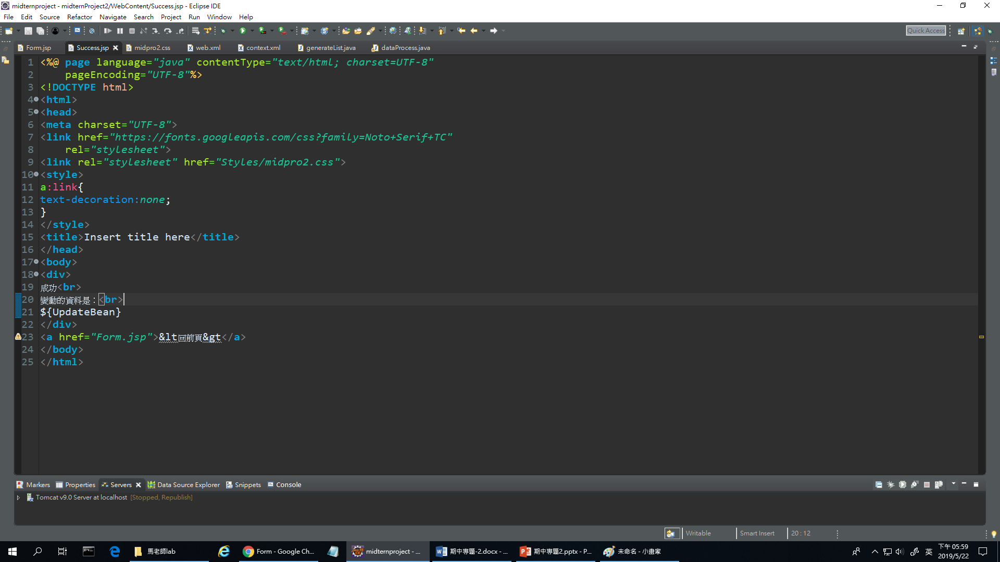 midternproject - midternProject2/WebContent/Success.jsp - Eclipse IDE
File Edit Source Refactor Navigate Search Project Run Window Help
Quick Access
Form.jsp Success.jsp midpro2.css web.xml context.xml generateList.java dataProcess.java
1 <%@ page language="java" contentType="text/html; charset=UTF-8"
2     pageEncoding="UTF-8"%>
3 <!DOCTYPE html>
4 <html>
5 <head>
6 <meta charset="UTF-8">
7 <link href="https://fonts.googleapis.com/css?family=Noto+Serif+TC"
8     rel="stylesheet">
9 <link rel="stylesheet" href="Styles/midpro2.css">
10 <style>
11 a:link{
12 text-decoration:none;
13 }
14 </style>
15 <title>Insert title here</title>
16 </head>
17 <body>
18 <div>
19 成功<br>
20 變動的資料是：<br>
21 ${UpdateBean}
22 </div>
23 <a href="Form.jsp">&lt回前頁&gt</a>
24 </body>
25 </html>
Markers Properties Servers Data Source Explorer Snippets Console
Tomcat v9.0 Server at localhost [Stopped, Republish]
Writable Smart Insert 20 : 12
馬老師lab Form - Google Ch... midternproject - ... 期中專題-2.docx - ... 期中專題2.pptx - P... 未命名 - 小畫家 英 下午 05:59
2019/5/22